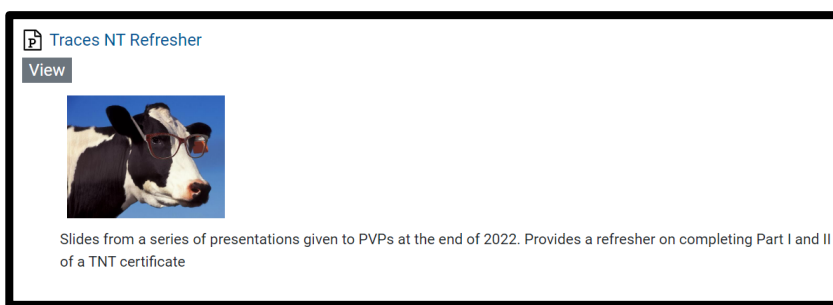 Traces NT Refresher
View
Slides from a series of presentations given to PVPs at the end of 2022. Provides a refresher on completing Part I and II
of a TNT certificate